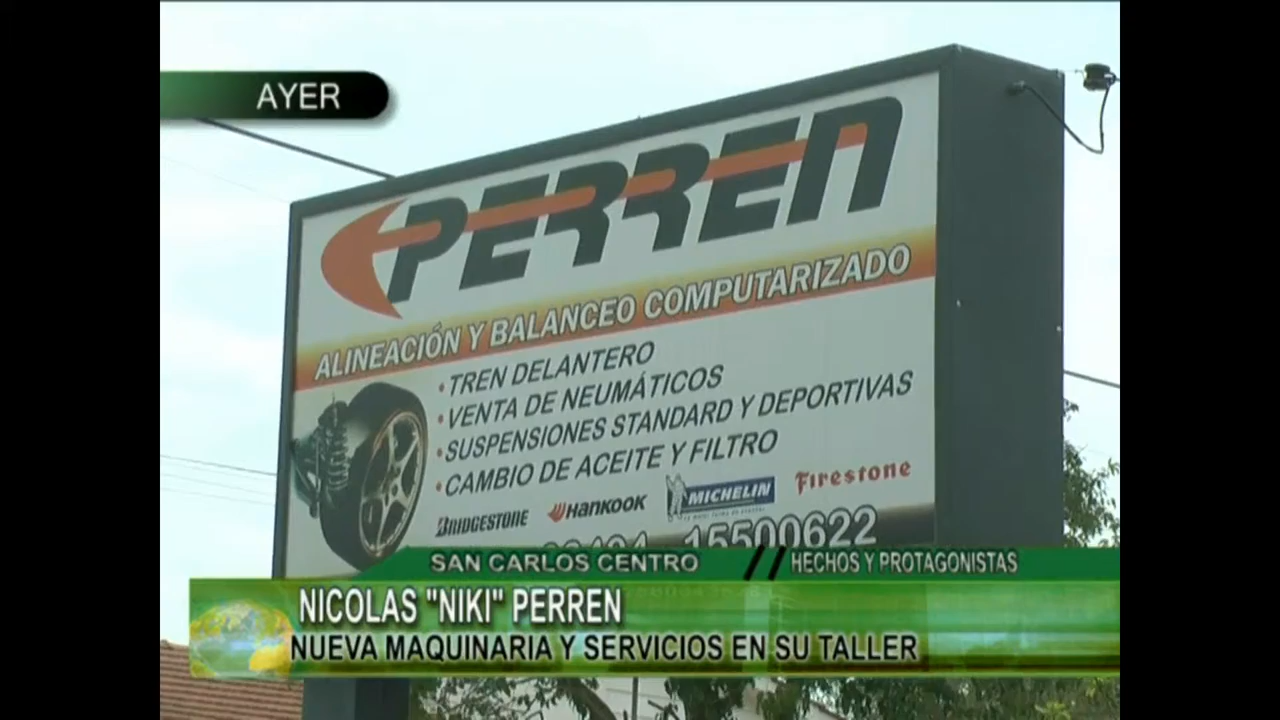 AYER
PERREN
ALINEACIÓN Y BALANCEO COMPUTARIZADO
• TREN DELANTERO
• VENTA DE NEUMÁTICOS
• SUSPENSIONES STANDARD Y DEPORTIVAS
• CAMBIO DE ACEITE Y FILTRO
BRIDGESTONE HANKOOK MICHELIN Firestone
15500622
SAN CARLOS CENTRO // HECHOS Y PROTAGONISTAS
NICOLAS "NIKI" PERREN
NUEVA MAQUINARIA Y SERVICIOS EN SU TALLER